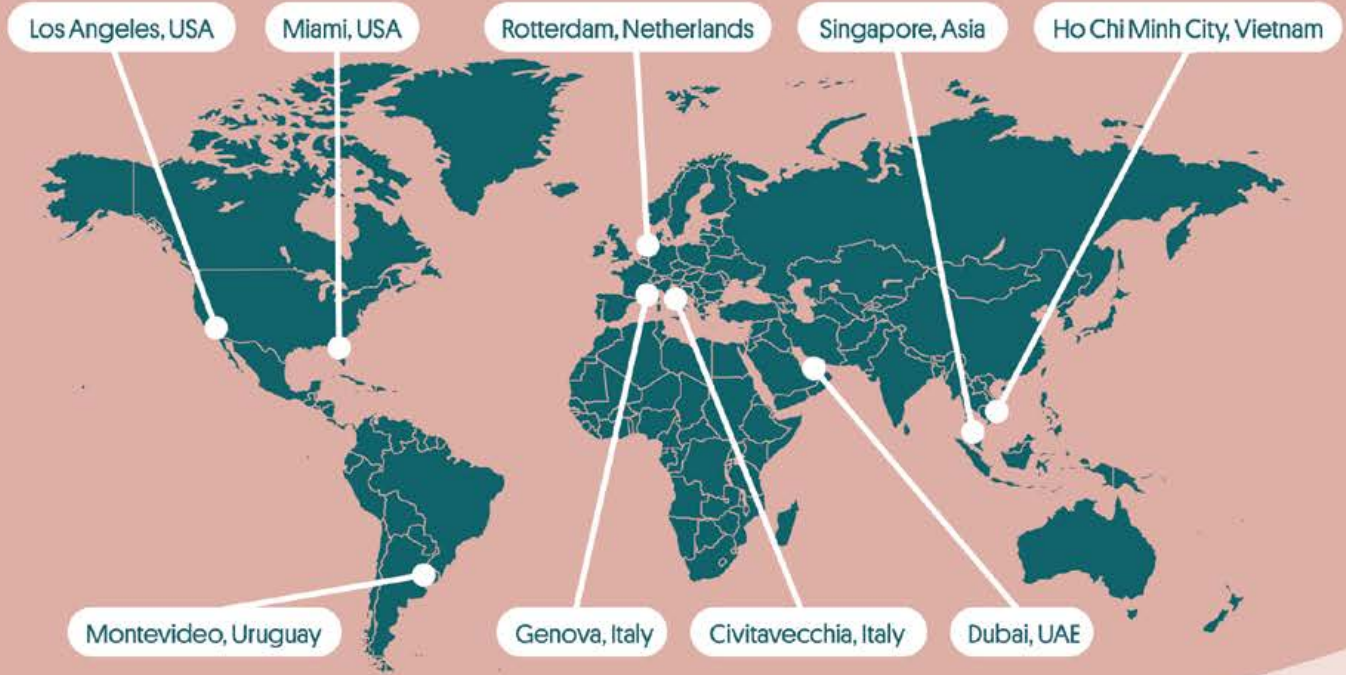 Los Angeles, USA
Miami, USA
Rotterdam, Netherlands
Singapore, Asia
Ho Chi Minh City, Vietnam
Montevideo, Uruguay
Genova, Italy
Civitavecchia, Italy
Dubai, UAE